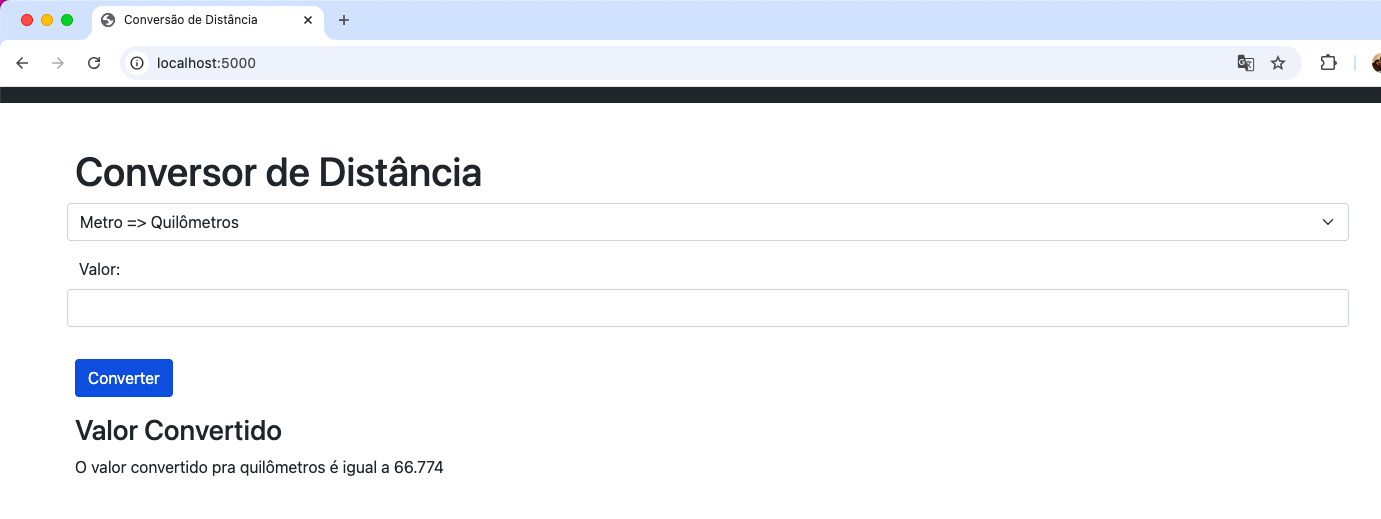 Conversão de Distância
localhost:5000
Conversor de Distância
Metro => Quilômetros
Valor:
Converter
Valor Convertido
O valor convertido pra quilômetros é igual a 66.774